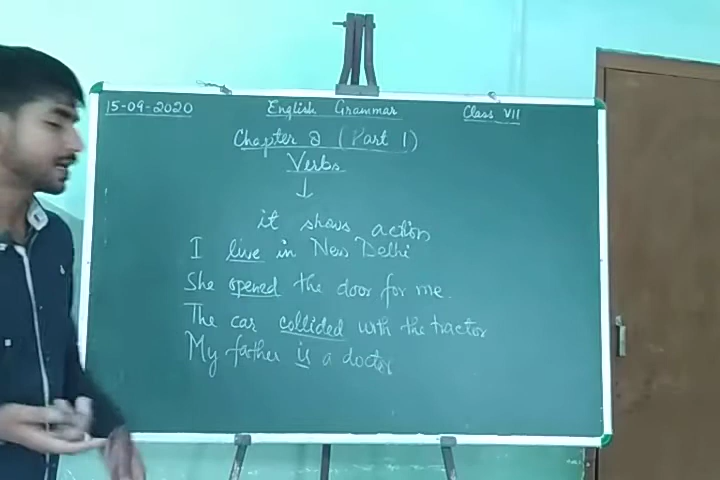 15-09-2020 English Grammar Class VII
Chapter 2 (Part 1)
Verbs
it shows action
I live in New Delhi
She opened the door for me.
The car collided with the tractor
My father is a doctor